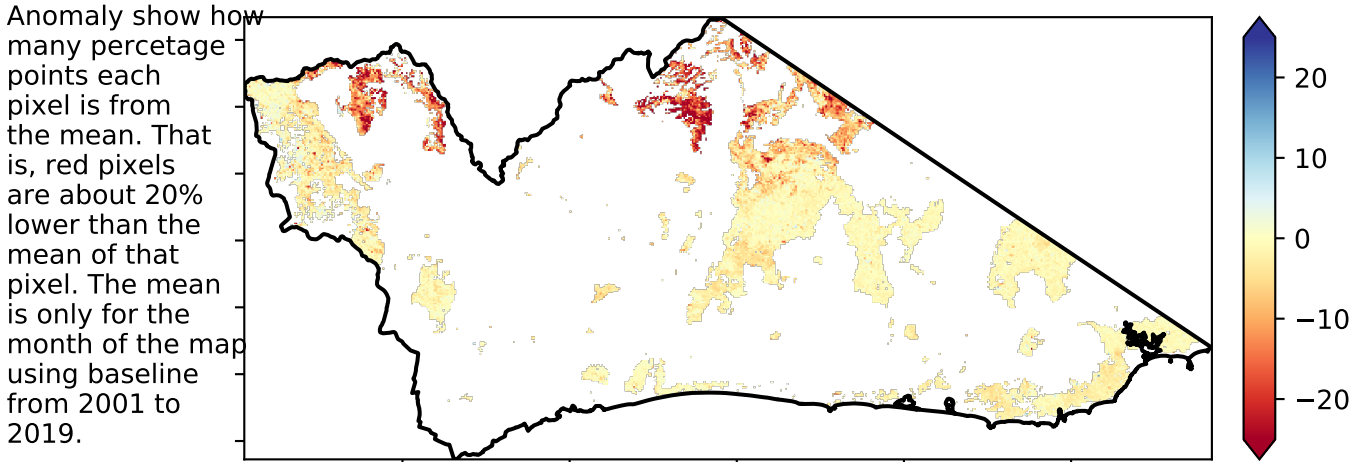 Anomaly show how
many percetage
points each
pixel is from
the mean. That
is, red pixels
are about 20%
lower than the
mean of that
pixel. The mean
is only for the
month of the map
using baseline
from 2001 to
2019.
20
10
0
−10
−20